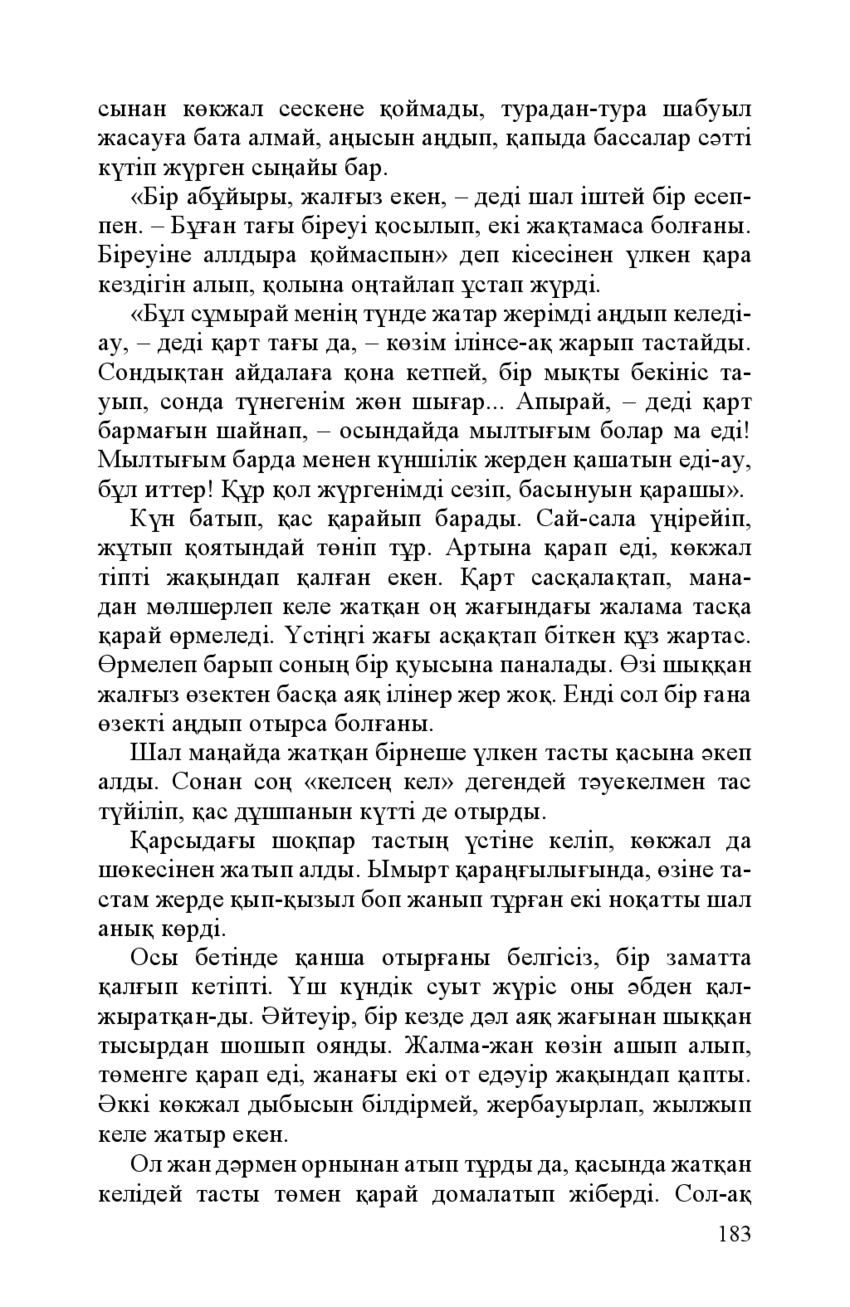 сынан көкжал сескене қоймады, турадан-тура шабуыл
жасауға бата алмай, аңысын аңдып, қапыда бассалар сәтті
күтіп жүрген сыңайы бар.
«Бір абұйыры, жалғыз екен, – деді шал іштей бір есеп-
пен. – Бұған тағы біреуі қосылып, екі жақтамаса болғаны.
Біреуіне аллдыра қоймаспын» деп кісесінен үлкен қара
кездігін алып, қолына оңтайлап ұстап жүрді.
«Бұл сұмырай менің түнде жатар жерімді аңдып келеді-
ау, – деді қарт тағы да, – көзім ілінсе-ақ жарып тастайды.
Сондықтан айдалаға қона кетпей, бір мықты бекініс та-
уып, сонда түнегенім жөн шығар... Апырай, – деді қарт
бармағын шайнап, – осындайда мылтығым болар ма еді!
Мылтығым барда менен күншілік жерден қашатын еді-ау,
бұл иттер! Құр қол жүргенімді сезіп, басынуын қарашы».
Күн батып, қас қарайып барады. Сай-сала үңірейіп,
жұтып қоятындай төніп тұр. Артына қарап еді, көкжал
тіпті жақындап қалған екен. Қарт сасқалақтап, мана-
дан мөлшерлеп келе жатқан оң жағындағы жалама тасқа
қарай өрмеледі. Үстіңгі жағы асқақтап біткен құз жартас.
Өрмелеп барып соның бір қуысына паналады. Өзі шыққан
жалғыз өзектен басқа аяқ ілінер жер жоқ. Енді сол бір ғана
өзекті аңдып отырса болғаны.
Шал маңайда жатқан бірнеше үлкен тасты қасына әкеп
алды. Сонан соң «келсең кел» дегендей тәуекелмен тас
түйіліп, қас дұшпанын күтті де отырды.
Қарсыдағы шоқпар тастың үстіне келіп, көкжал да
шөкесінен жатып алды. Ымырт қараңғылығында, өзіне та-
стам жерде қып-қызыл боп жанып тұрған екі ноқатты шал
анық көрді.
Осы бетінде қанша отырғаны белгісіз, бір заматта
қалғып кетіпті. Үш күндік суыт жүріс оны әбден қал-
жыратқан-ды. Әйтеуір, бір кезде дәл аяқ жағынан шыққан
тысырдан шошып оянды. Жалма-жан көзін ашып алып,
төменге қарап еді, жанағы екі от едәуір жақындап қапты.
Әккі көкжал дыбысын білдірмей, жербауырлап, жылжып
келе жатыр екен.
Ол жан дәрмен орнынан атып тұрды да, қасында жатқан
келідей тасты төмен қарай домалатып жіберді. Сол-ақ
183